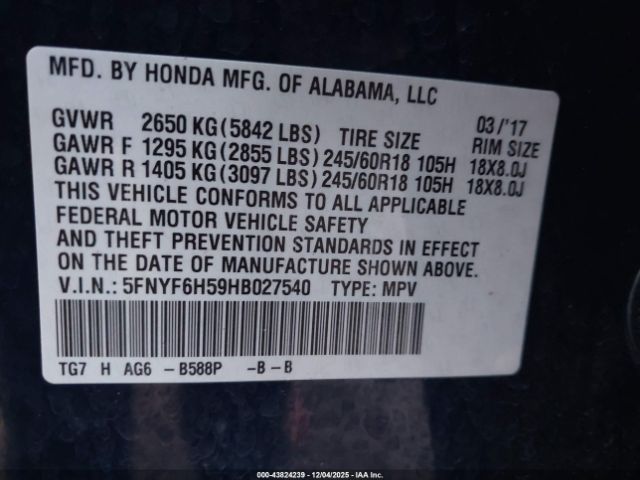 MFD. BY HONDA MFG. OF ALABAMA, LLC
GVWR 2650 KG (5842 LBS) TIRE SIZE 03/'17 RIM SIZE
GAWR F 1295 KG (2855 LBS) 245/60R18 105H 18X8.0J
GAWR R 1405 KG (3097 LBS) 245/60R18 105H 18X8.0J
THIS VEHICLE CONFORMS TO ALL APPLICABLE
FEDERAL MOTOR VEHICLE SAFETY
AND THEFT PREVENTION STANDARDS IN EFFECT
ON THE DATE OF MANUFACTURE SHOWN ABOVE.
V.I.N.: 5FNYF6H59HB027540 TYPE: MPV
TG7 H AG6 - B588P -B - B
000-43824239 - 12/04/2025 - IAA Inc.